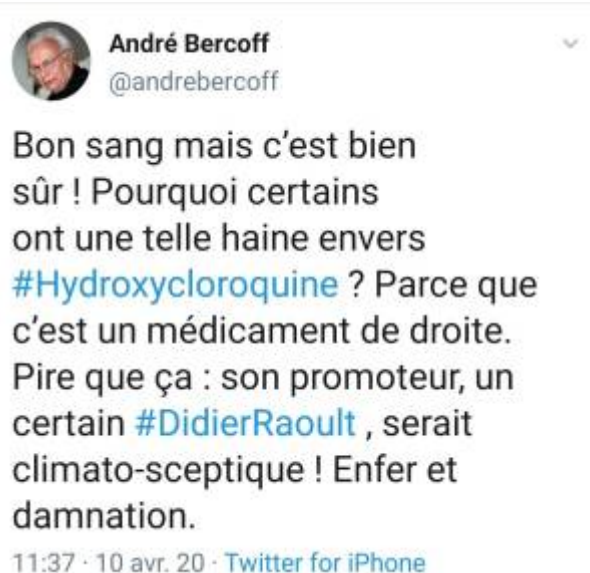 André Bercoff
@andrebercoff
Bon sang mais c'est bien
sûr ! Pourquoi certains
ont une telle haine envers
#Hydroxycloroquine ? Parce que
c'est un médicament de droite.
Pire que ça : son promoteur, un
certain #DidierRaoult , serait
climato-sceptique ! Enfer et
damnation.
11:37 · 10 avr. 20 · Twitter for iPhone